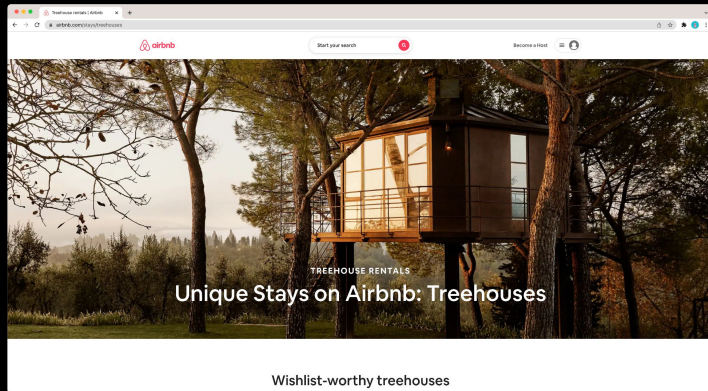 Treehouse rentals | Airbnb
airbnb.com/stays/treehouses
airbnb
Start your search
Become a Host
TREEHOUSE RENTALS
Unique Stays on Airbnb: Treehouses
Wishlist-worthy treehouses